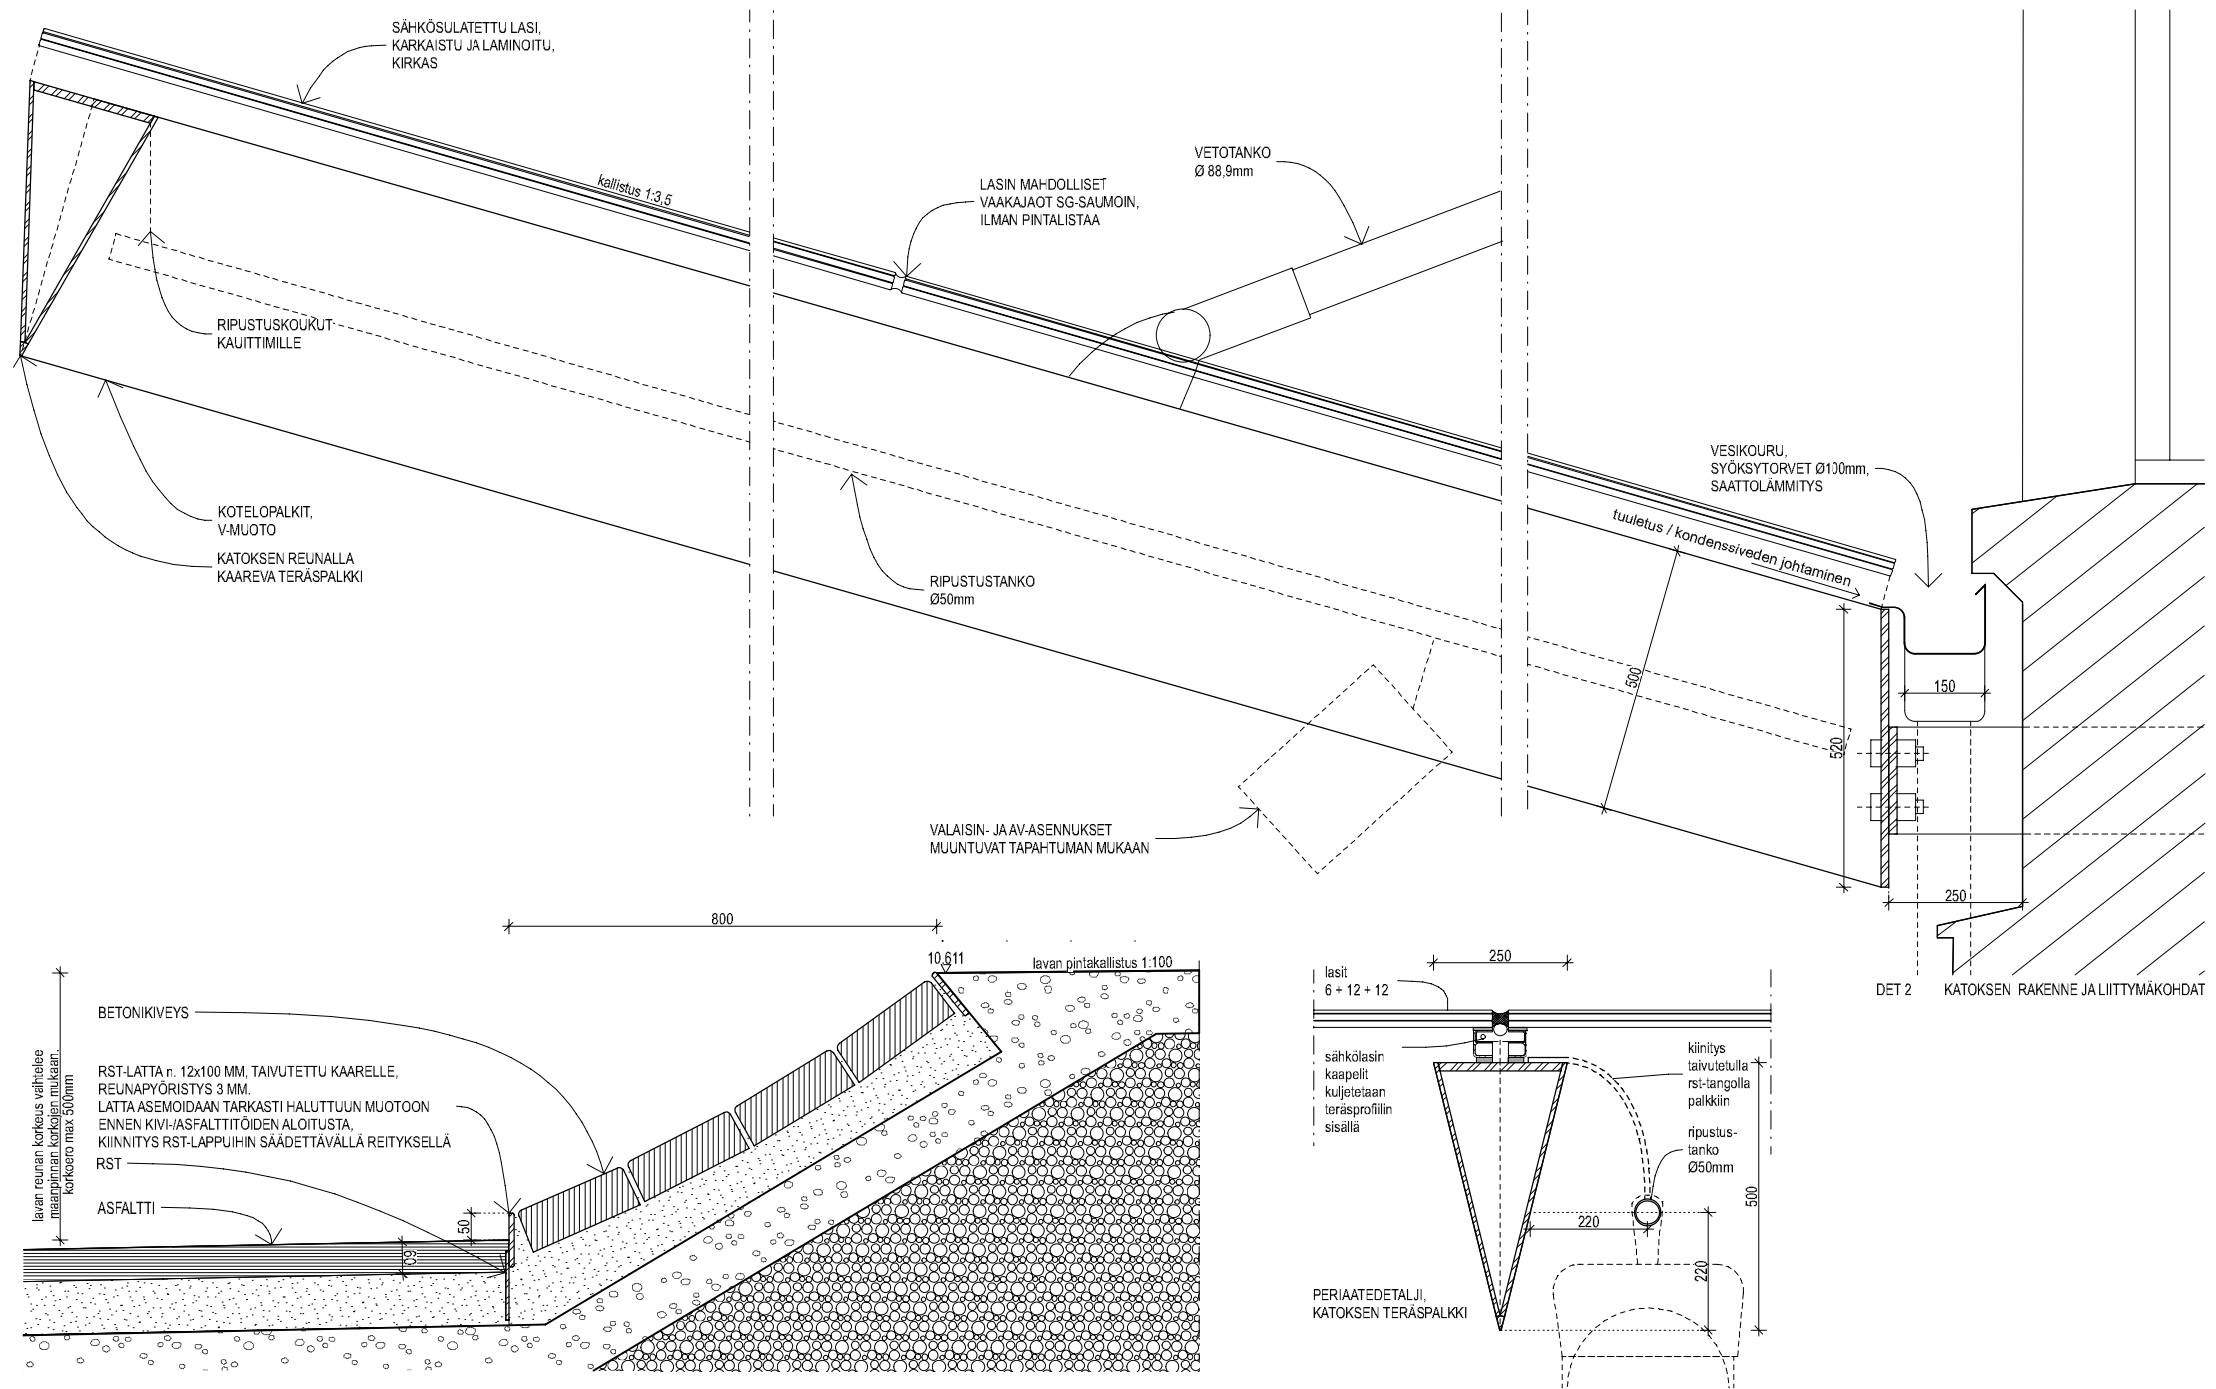 SÄHKÖSULATETTU LASI,
KARKAISTU JA LAMINOITU,
KIRKAS
kallistus 1:3,5
LASIN MAHDOLLISET
VAAKAJAOT SG-SAUMOIN,
ILMAN PINTALISTAA
VETOTANKO
Ø 88,9mm
RIPUSTUSKOUKUT
KAUITTIMILLE
VESIKOURU,
SYÖKSYTORVET Ø100mm,
SAATTOLÄMMITYS
KOTELOPALKIT,
V-MUOTO
KATOKSEN REUNALLA
KAAREVA TERÄSPALKKI
RIPUSTUSTANKO
Ø50mm
tuuletus / kondenssiveden johtaminen
500
150
520
VALAISIN- JA AV-ASENNUKSET
MUUNTUVAT TAPAHTUMAN MUKAAN
250
DET 2 KATOKSEN RAKENNE JA LIITTYMÄKOHDAT
800
10.611
lavan pintakallistus 1:100
lavan reunan korkeus vaihtelee
maanpinnan korkojen mukaan.
korkoero max 500mm
BETONIKIVEYS
RST-LATTA n. 12x100 MM, TAIVUTETTU KAARELLE,
REUNAPYÖRISTYS 3 MM.
LATTA ASEMOIDAAN TARKASTI HALUTTUUN MUOTOON
ENNEN KIVI-/ASFALTTITÖIDEN ALOITUSTA,
KIINNITYS RST-LAPPUIHIN SÄÄDETTÄVÄLLÄ REITYKSELLÄ
RST
ASFALTTI
50
60
250
lasit
6 + 12 + 12
sähkölasin
kaapelit
kuljetetaan
teräsprofiilin
sisällä
kiinitys
taivutetulla
rst-tangolla
palkkiin
ripustus-
tanko
Ø50mm
500
220
220
PERIAATEDETALJI,
KATOKSEN TERÄSPALKKI